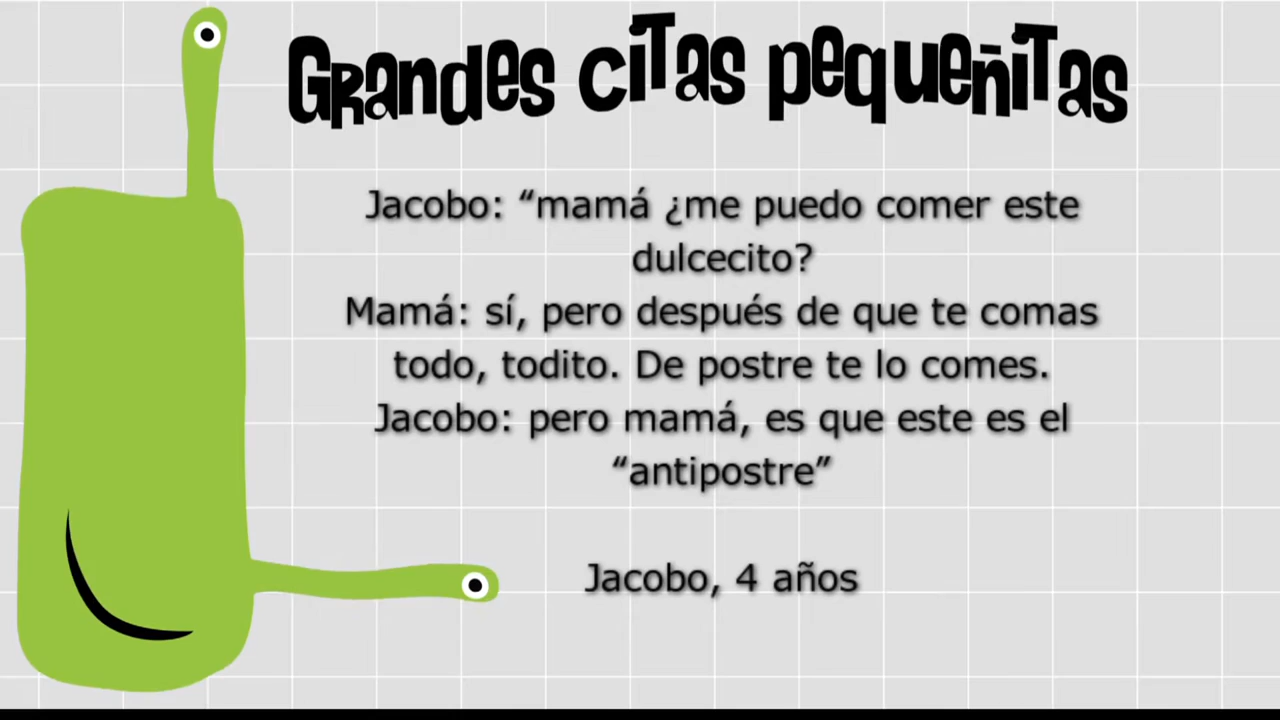 Grandes citas pequeñitas
Jacobo: “mamá ¿me puedo comer este
dulcecito?
Mamá: sí, pero después de que te comas
todo, todito. De postre te lo comes.
Jacobo: pero mamá, es que este es el
“antipostre”
Jacobo, 4 años